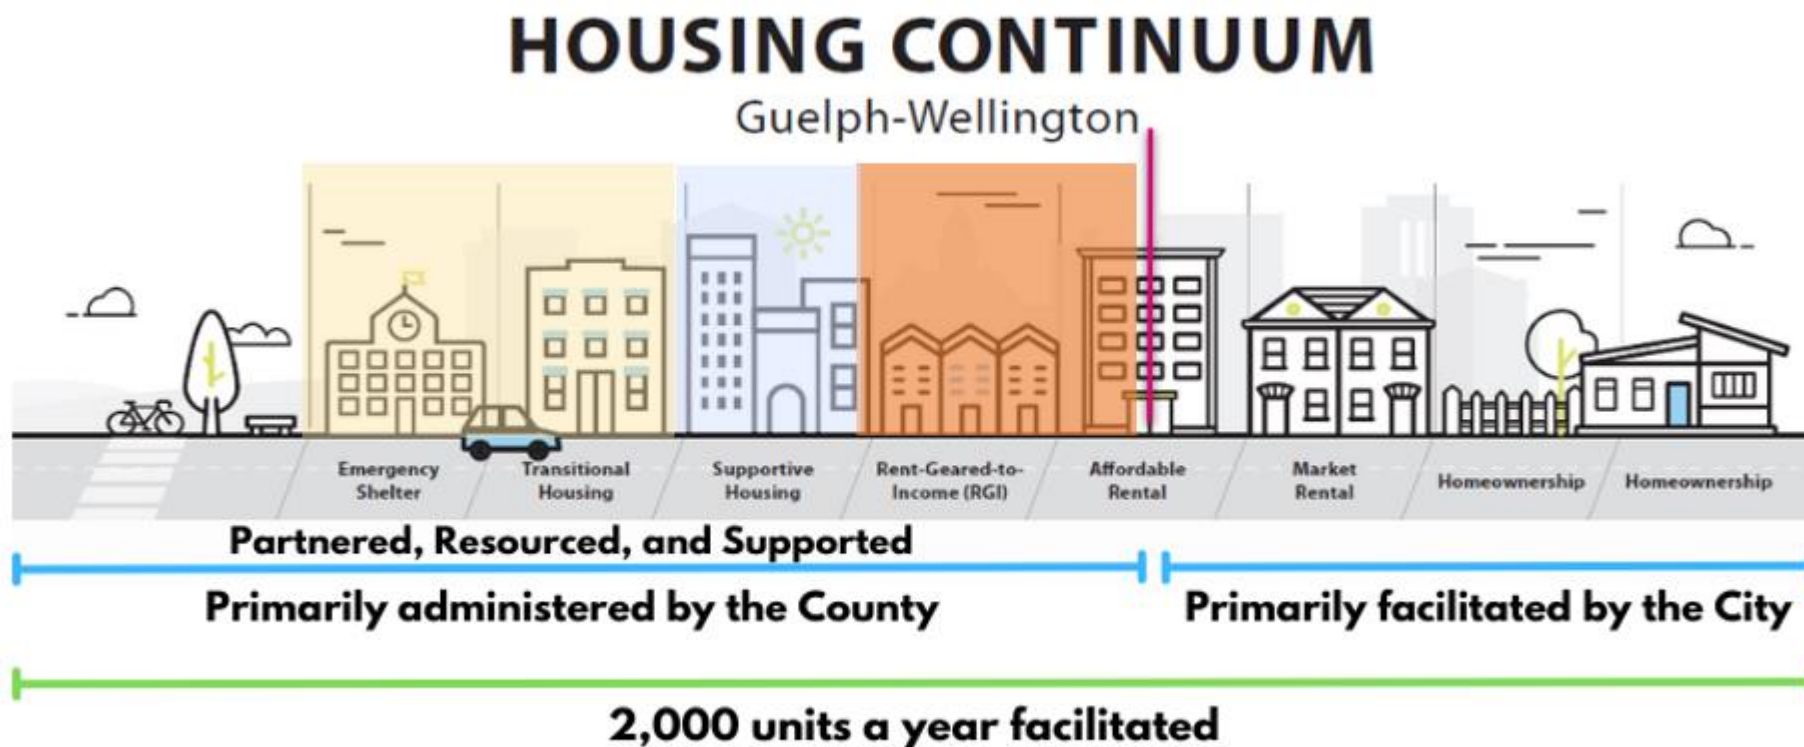 HOUSING CONTINUUM
Guelph-Wellington
Emergency
Shelter
Transitional
Housing
Supportive
Housing
Rent-Geared-to-
Income (RGI)
Affordable
Rental
Market
Rental
Homeownership
Homeownership
Partnered, Resourced, and Supported
Primarily administered by the County
Primarily facilitated by the City
2,000 units a year facilitated